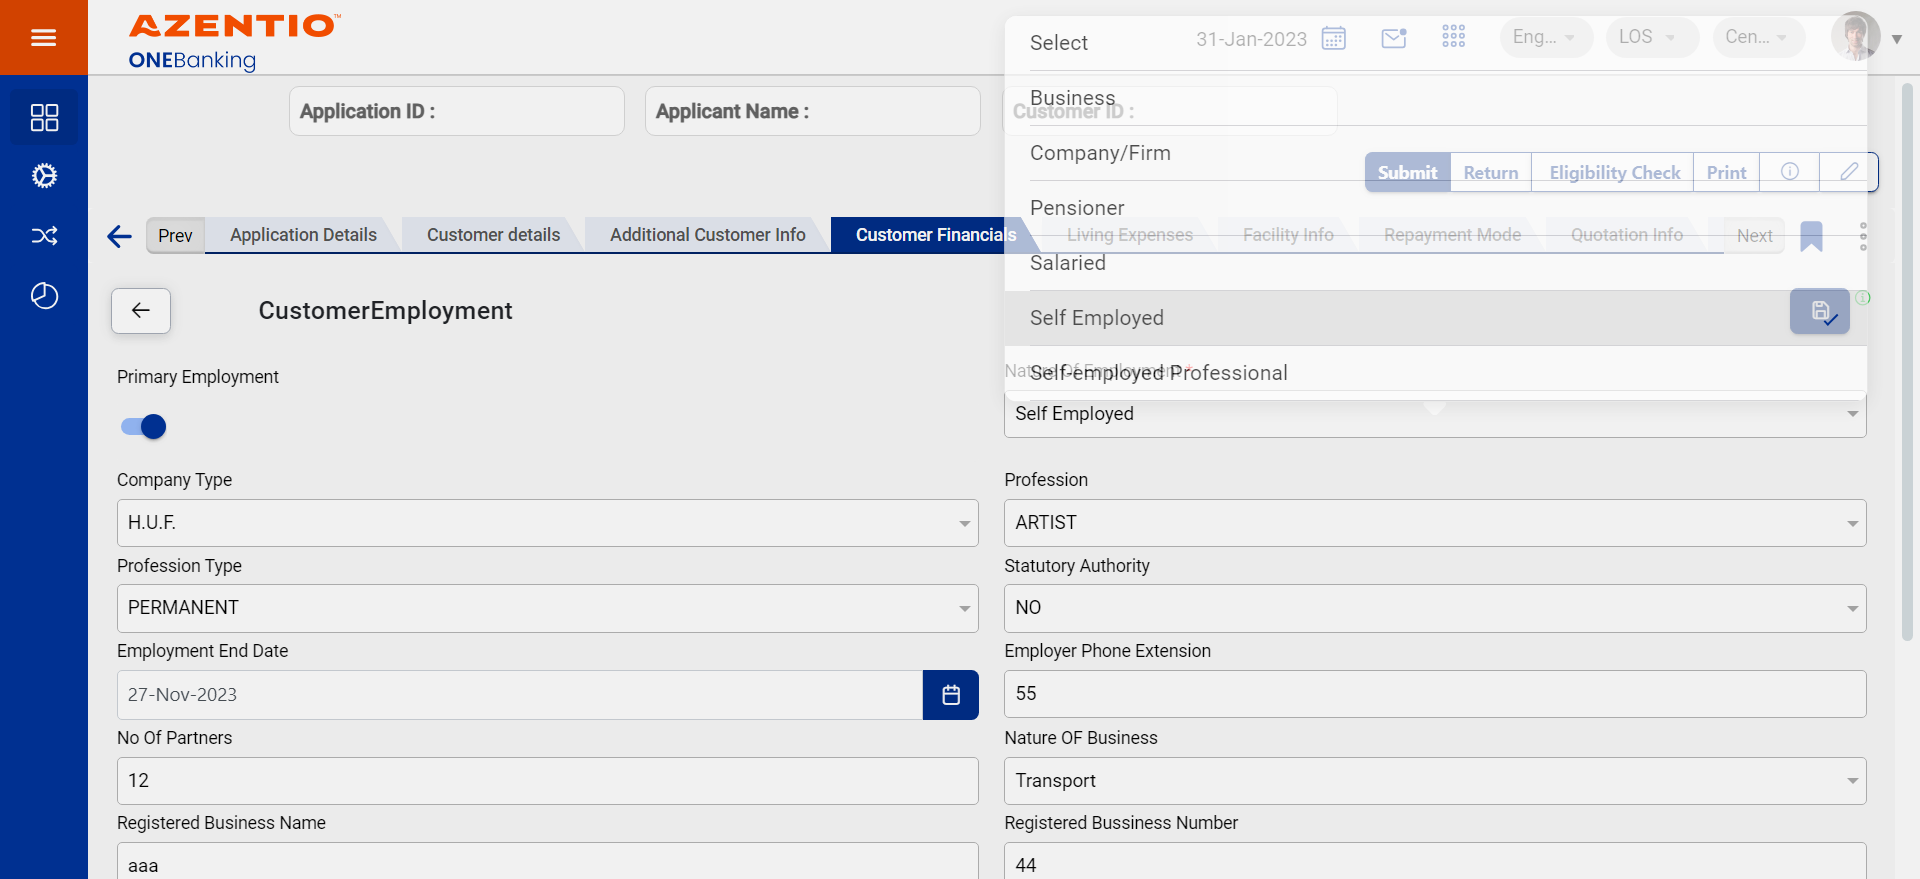 AZENTIO™
ONEBanking
31-Jan-2023
Eng...
LOS
Cen...
Application ID :
Applicant Name :
Customer ID :
Select
Business
Company/Firm
Pensioner
Salaried
Self Employed
Self-employed Professional
Submit
Return
Eligibility Check
Print
Prev
Application Details
Customer details
Additional Customer Info
Customer Financials
Living Expenses
Facility Info
Repayment Mode
Quotation Info
Next
CustomerEmployment
Primary Employment
Nature Of Employment *
Self Employed
Company Type
H.U.F.
Profession
ARTIST
Profession Type
PERMANENT
Statutory Authority
NO
Employment End Date
27-Nov-2023
Employer Phone Extension
55
No Of Partners
12
Nature OF Business
Transport
Registered Business Name
aaa
Registered Bussiness Number
44